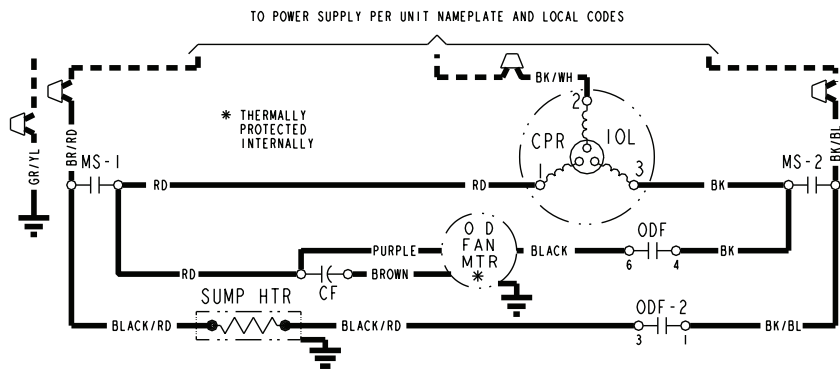 TO POWER SUPPLY PER UNIT NAMEPLATE AND LOCAL CODES
BK/WH
2
* THERMALLY
PROTECTED
INTERNALLY
CPR
IOL
GR/YL
BR/RD
BK/BL
MS-1
1
3
MS-2
RD
RD
BK
O D
FAN
MTR
*
ODF
PURPLE
BLACK
BK
6
4
RD
CF
BROWN
SUMP HTR
ODF-2
BLACK/RD
BLACK/RD
BK/BL
3
1